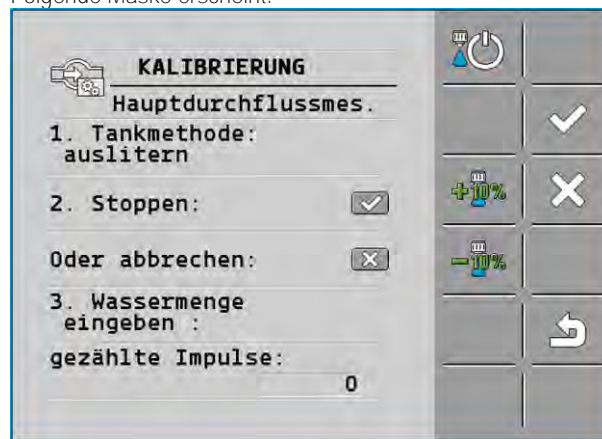 Folgende Maske erscheint:
KALIBRIERUNG
Hauptdurchflussmes.
1. Tankmethode:
auslitern
2. Stoppen:
Oder abbrechen:
3. Wassermenge
eingeben :
gezählte Impulse:
0
+10%
-10%